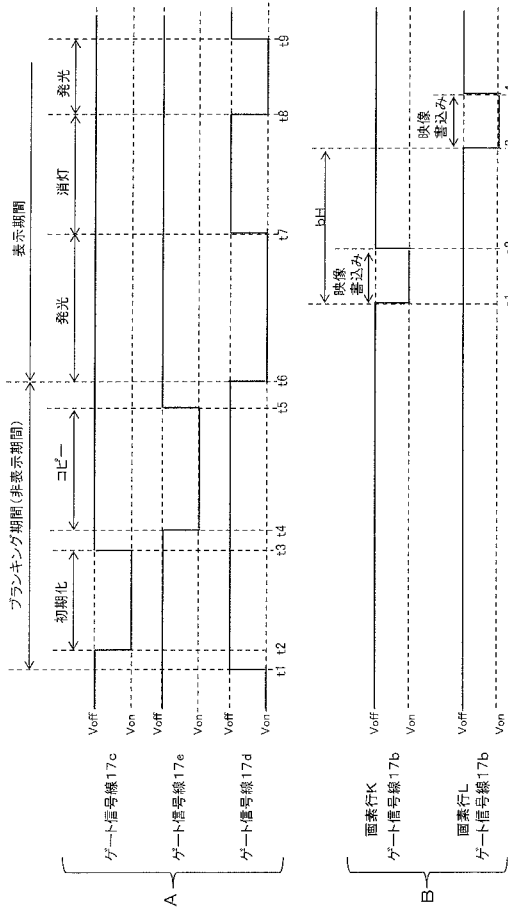 ブランキング期間(非表示期間)
表示期間
初期化
コピー
発光
消灯
発光
A
ゲート信号線17c
Voff
Von
ゲート信号線17e
Voff
Von
ゲート信号線17d
Voff
Von
t1
t2
t3
t4
t5
t6
t7
t8
t9
B
画素行K
ゲート信号線17b
Voff
Von
映像
書込み
bH
画素行L
ゲート信号線17b
Voff
Von
映像
書込み